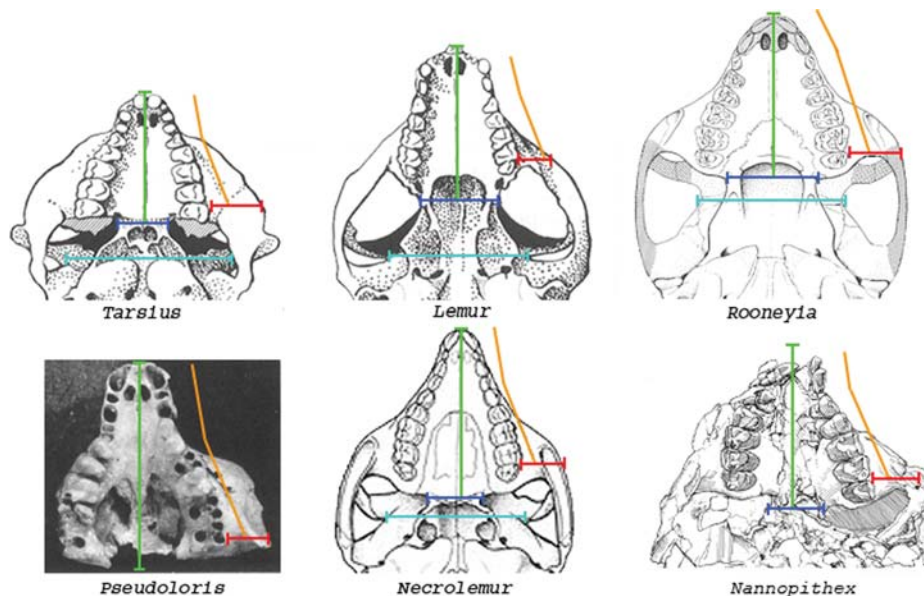 Tarsius
Lemur
Rooneyia
Pseudoloris
Necrolemur
Nannopithex